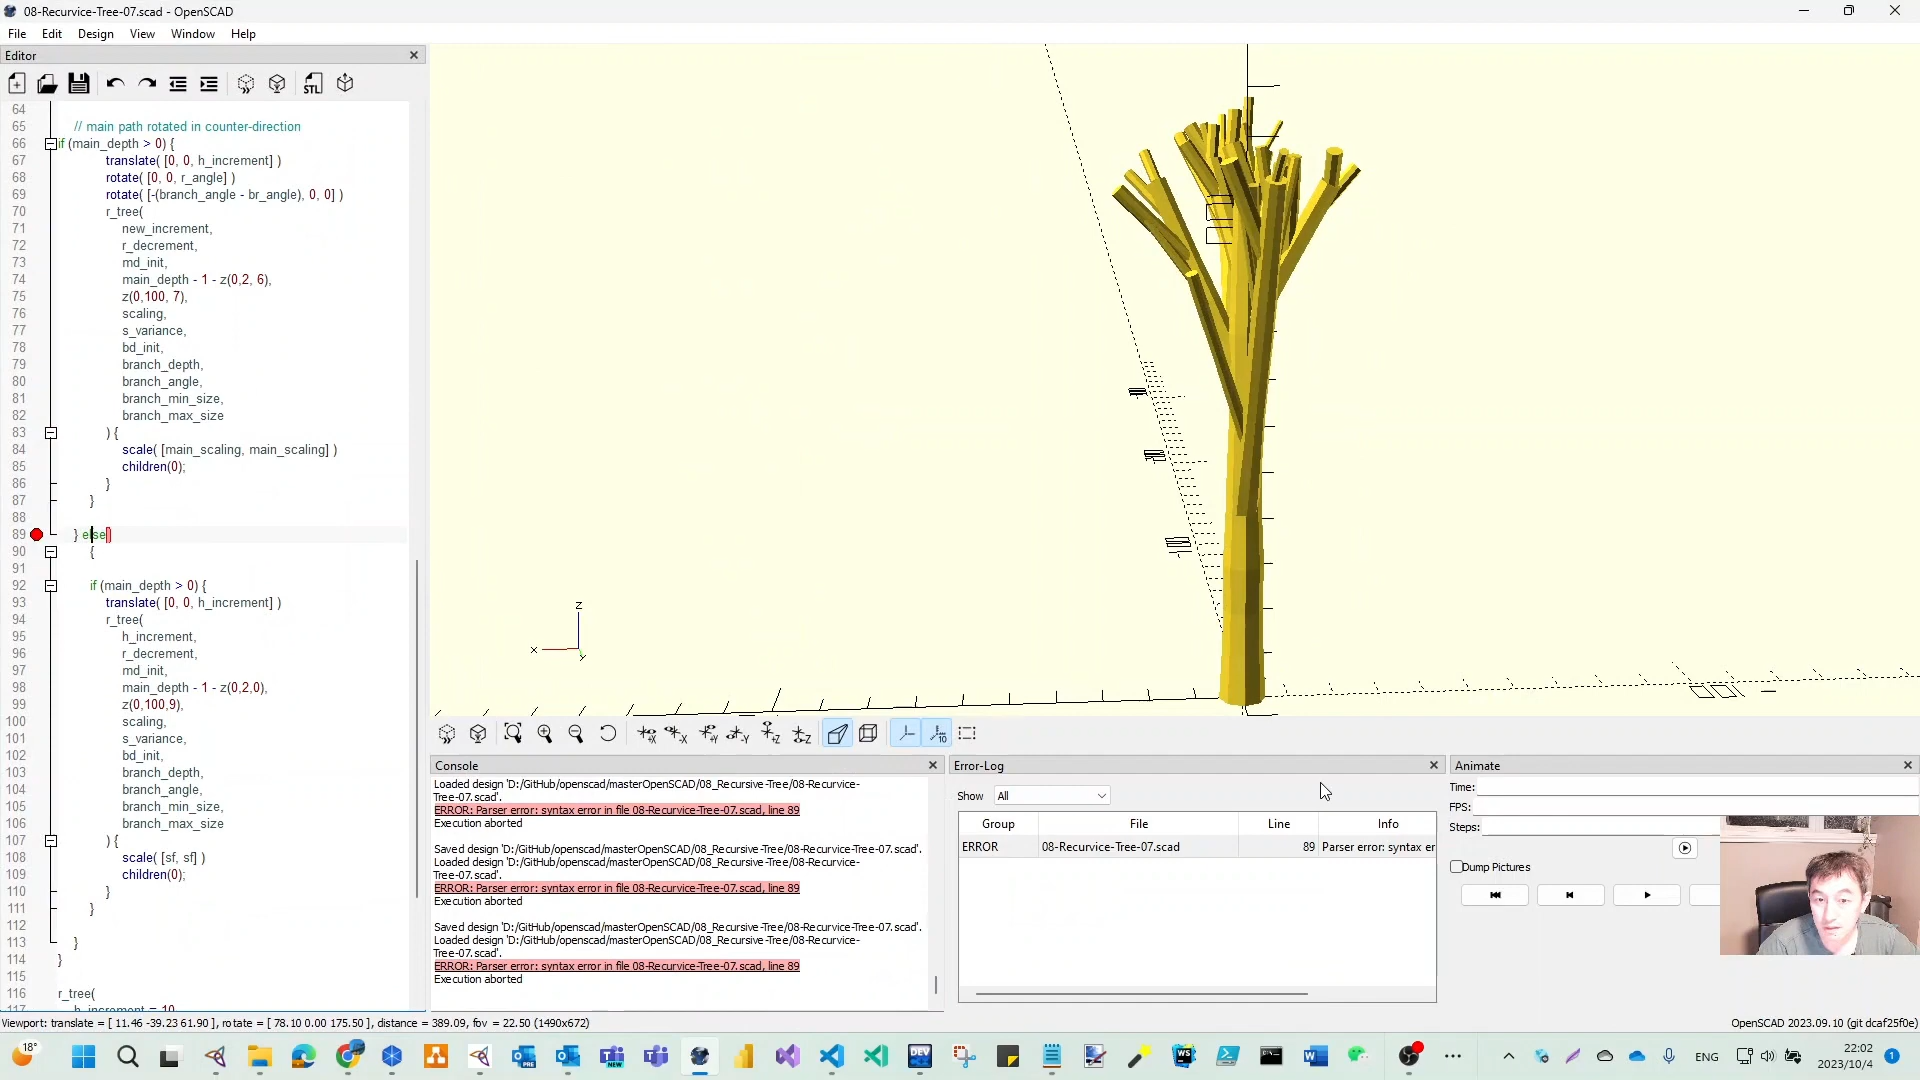 08-Recurvice-Tree-07.scad - OpenSCAD
File Edit Design View Window Help
Editor
STL
64
65 // main path rotated in counter-direction
66 if (main_depth > 0) {
67 translate( [0, 0, h_increment] )
68 rotate( [0, 0, r_angle] )
69 rotate( [-(branch_angle - br_angle), 0, 0] )
70 r_tree(
71 new_increment,
72 r_decrement,
73 md_init,
74 main_depth - 1 - z(0,2, 6),
75 z(0,100, 7),
76 scaling,
77 s_variance,
78 bd_init,
79 branch_depth,
80 branch_angle,
81 branch_min_size,
82 branch_max_size
83 ) {
84 scale( [main_scaling, main_scaling] )
85 children(0);
86 }
87 }
88
89 } else
90 {
91
92 if (main_depth > 0) {
93 translate( [0, 0, h_increment] )
94 r_tree(
95 h_increment,
96 r_decrement,
97 md_init,
98 main_depth - 1 - z(0,2,0),
99 z(0,100,9),
100 scaling,
101 s_variance,
102 bd_init,
103 branch_depth,
104 branch_angle,
105 branch_min_size,
106 branch_max_size
107 ) {
108 scale( [sf, sf] )
109 children(0);
110 }
111 }
112
113 }
114 }
115
116 r_tree(
117 h_increment = 10
z
x
y
Console
Loaded design 'D:/GitHub/openscad/masterOpenSCAD/08_Recursive-Tree/08-Recurvice-
Tree-07.scad'.
ERROR: Parser error: syntax error in file 08-Recurvice-Tree-07.scad, line 89
Execution aborted
Saved design 'D:/GitHub/openscad/masterOpenSCAD/08_Recursive-Tree/08-Recurvice-Tree-07.scad'.
Loaded design 'D:/GitHub/openscad/masterOpenSCAD/08_Recursive-Tree/08-Recurvice-
Tree-07.scad'.
ERROR: Parser error: syntax error in file 08-Recurvice-Tree-07.scad, line 89
Execution aborted
Saved design 'D:/GitHub/openscad/masterOpenSCAD/08_Recursive-Tree/08-Recurvice-Tree-07.scad'.
Loaded design 'D:/GitHub/openscad/masterOpenSCAD/08_Recursive-Tree/08-Recurvice-
Tree-07.scad'.
ERROR: Parser error: syntax error in file 08-Recurvice-Tree-07.scad, line 89
Execution aborted
Error-Log
Show All
Group File Line Info
ERROR 08-Recurvice-Tree-07.scad 89 Parser error: syntax er
Animate
Time:
FPS:
Steps:
Dump Pictures
Viewport: translate = [ 11.46 -39.23 61.90 ], rotate = [ 78.10 0.00 175.50 ], distance = 389.09, fov = 22.50 (1490x672)
OpenSCAD 2023.09.10 (git dcaf25f0e)
18°
ENG
22:02
2023/10/4
1